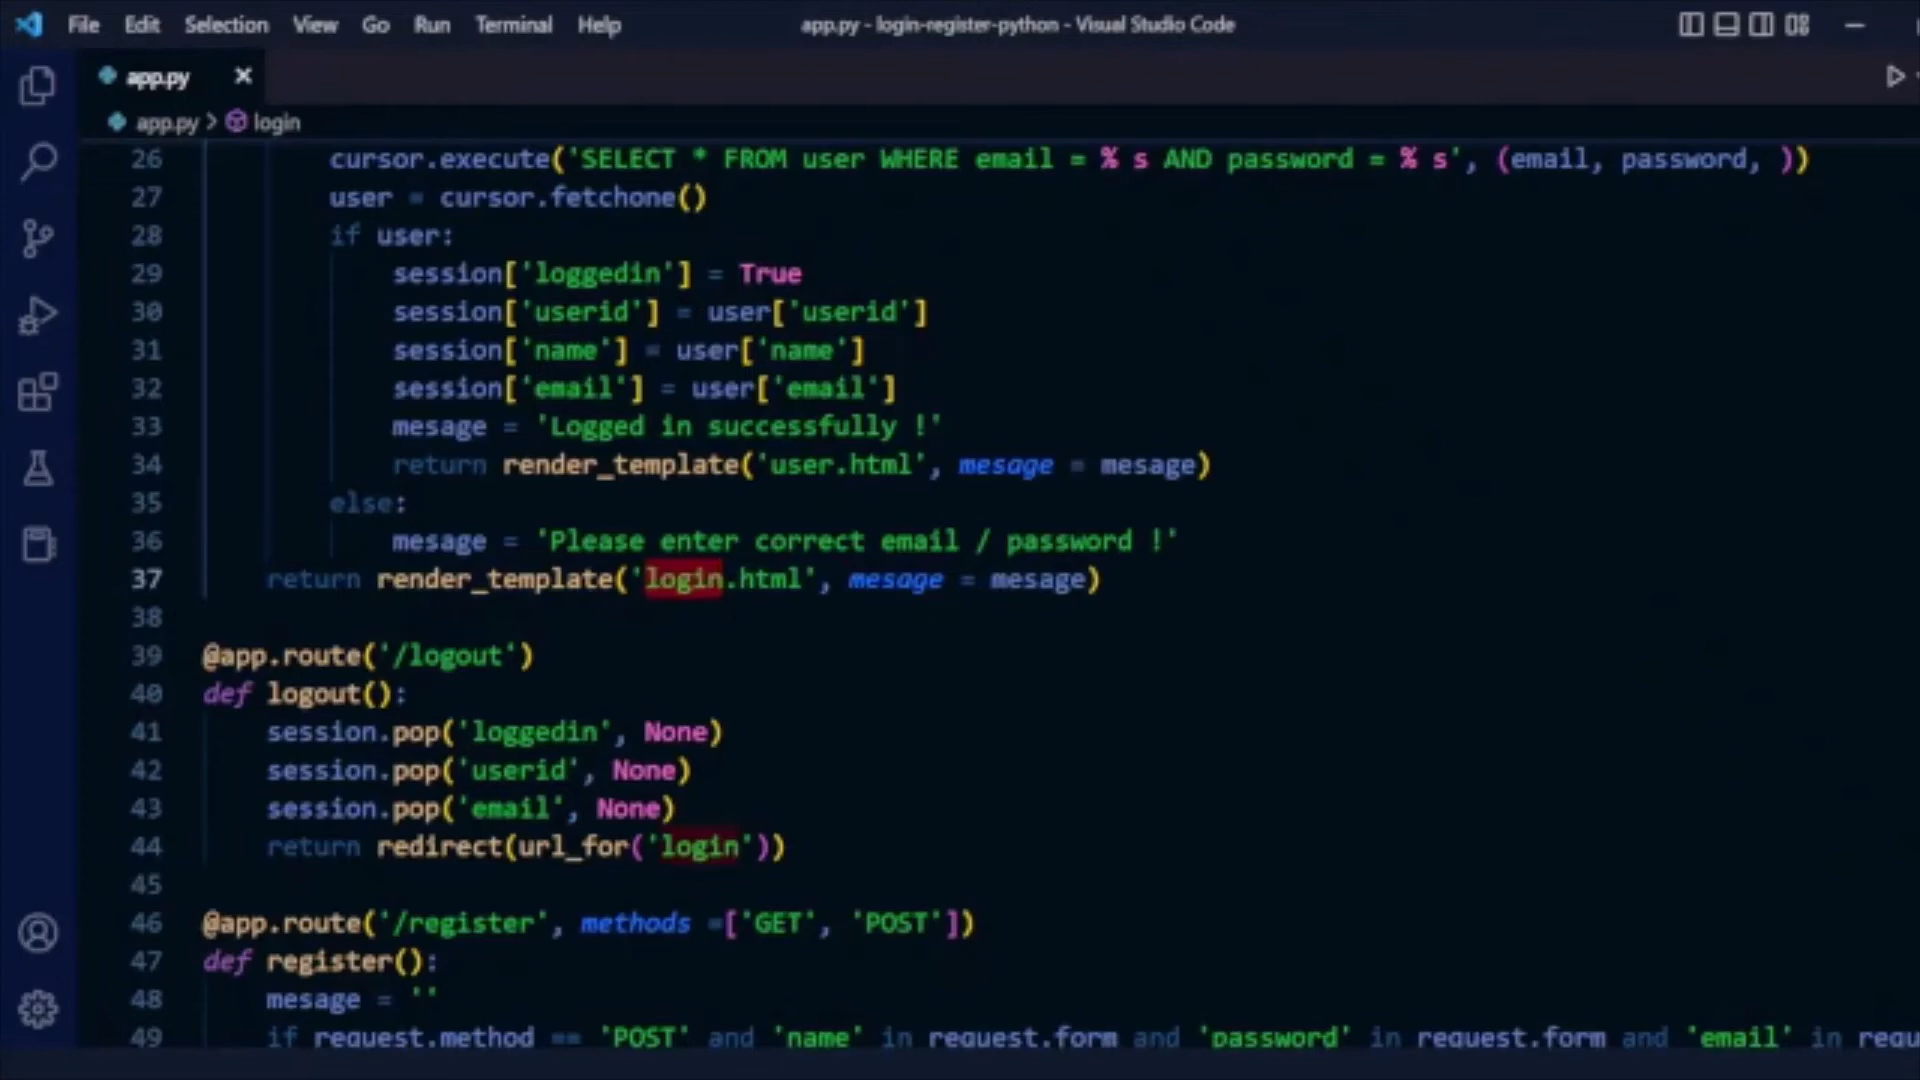 File Edit Selection View Go Run Terminal Help app.py - login-register-python - Visual Studio Code
app.py
app.py > login
26 cursor.execute('SELECT * FROM user WHERE email = % s AND password = % s', (email, password, ))
27 user = cursor.fetchone()
28 if user:
29 session['loggedin'] = True
30 session['userid'] = user['userid']
31 session['name'] = user['name']
32 session['email'] = user['email']
33 mesage = 'Logged in successfully !'
34 return render_template('user.html', mesage = mesage)
35 else:
36 mesage = 'Please enter correct email / password !'
37 return render_template('login.html', mesage = mesage)
38
39 @app.route('/logout')
40 def logout():
41 session.pop('loggedin', None)
42 session.pop('userid', None)
43 session.pop('email', None)
44 return redirect(url_for('login'))
45
46 @app.route('/register', methods =['GET', 'POST'])
47 def register():
48 mesage = ''
49 if request.method == 'POST' and 'name' in request.form and 'password' in request.form and 'email' in requ